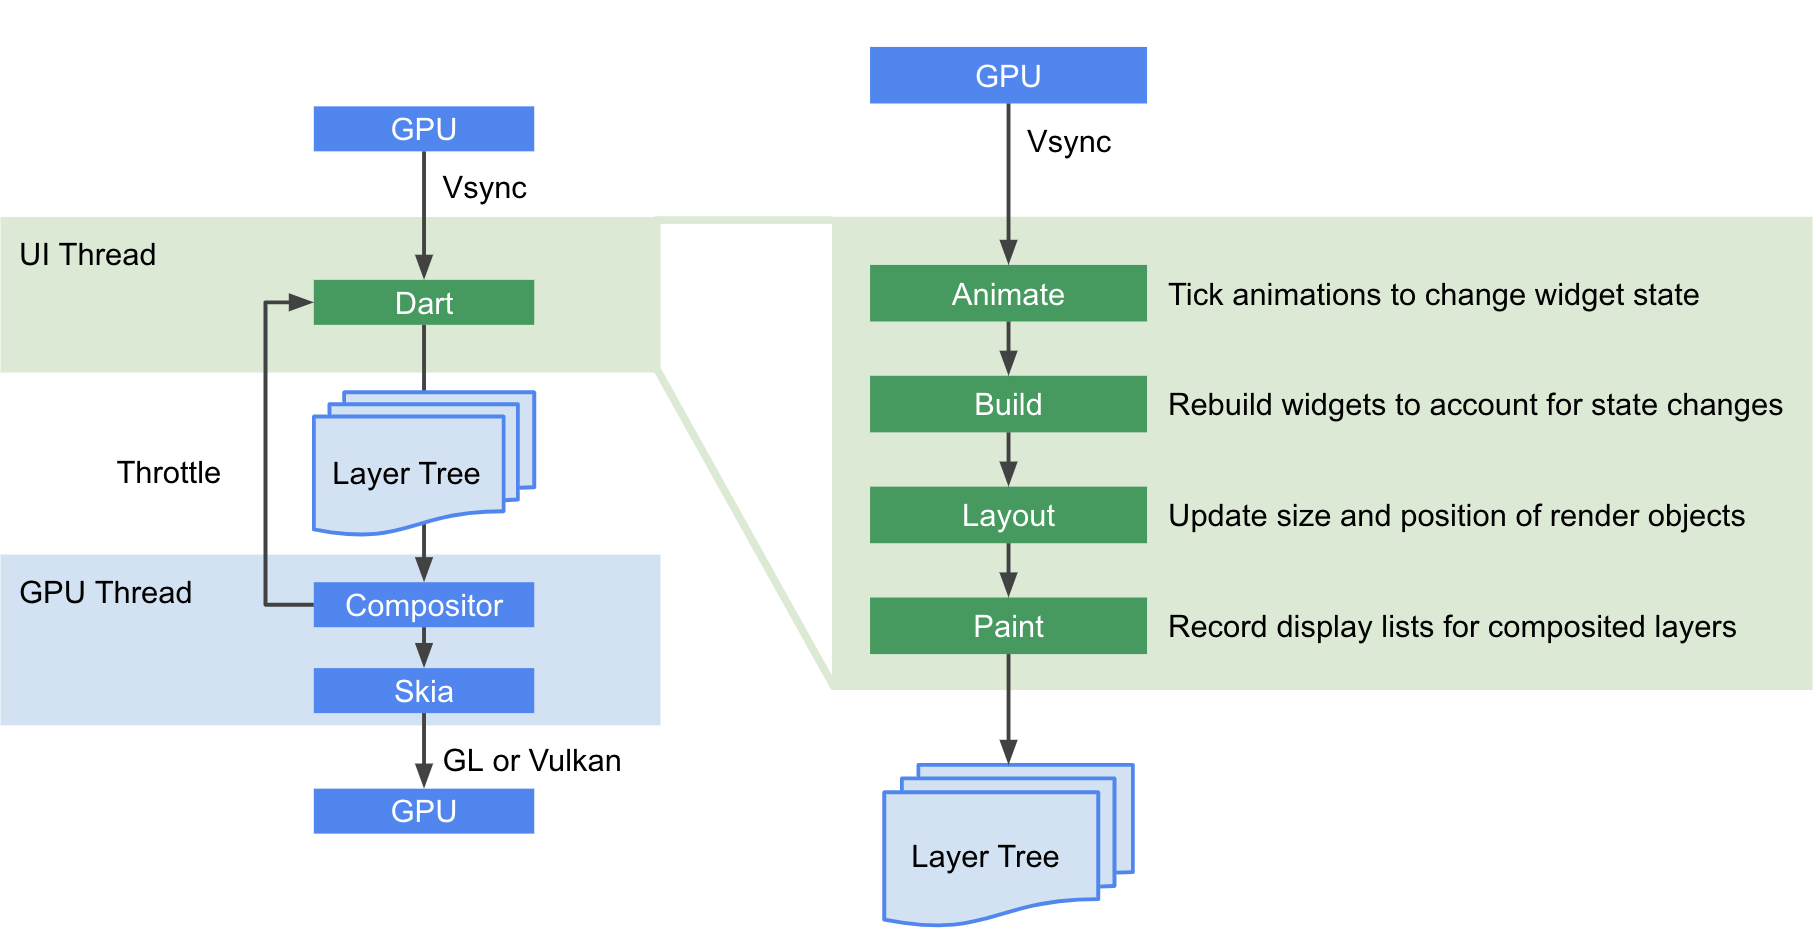 GPU
Vsync
UI Thread
Dart
Throttle
Layer Tree
GPU Thread
Compositor
Skia
GL or Vulkan
GPU
GPU
Vsync
Animate
Tick animations to change widget state
Build
Rebuild widgets to account for state changes
Layout
Update size and position of render objects
Paint
Record display lists for composited layers
Layer Tree